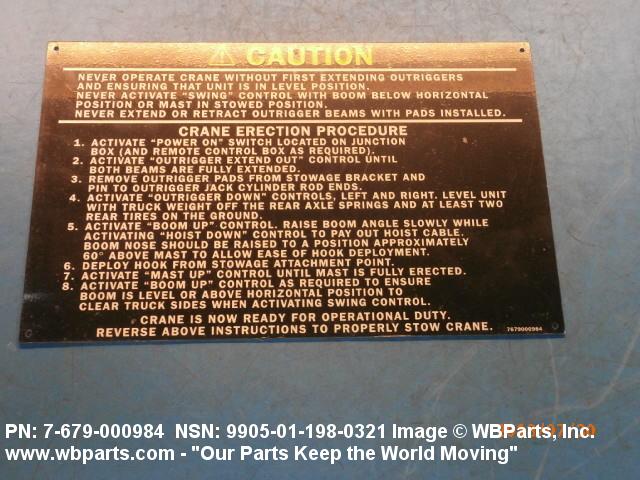 CAUTION
NEVER OPERATE CRANE WITHOUT FIRST EXTENDING OUTRIGGERS
AND ENSURING THAT UNIT IS IN LEVEL POSITION.
NEVER ACTIVATE "SWING" CONTROL WITH BOOM BELOW HORIZONTAL
POSITION OR MAST IN STOWED POSITION.
NEVER EXTEND OR RETRACT OUTRIGGER BEAMS WITH PADS INSTALLED.
CRANE ERECTION PROCEDURE
1. ACTIVATE "POWER ON" SWITCH LOCATED ON JUNCTION
BOX (AND REMOTE CONTROL BOX AS REQUIRED).
2. ACTIVATE "OUTRIGGER EXTEND OUT" CONTROL UNTIL
BOTH BEAMS ARE FULLY EXTENDED.
3. REMOVE OUTRIGGER PADS FROM STOWAGE BRACKET AND
PIN TO OUTRIGGER JACK CYLINDER ROD ENDS.
4. ACTIVATE "OUTRIGGER DOWN" CONTROLS, LEFT AND RIGHT. LEVEL UNIT
WITH TRUCK WEIGHT OFF THE REAR AXLE SPRINGS AND AT LEAST TWO
REAR TIRES ON THE GROUND.
5. ACTIVATE "BOOM UP" CONTROL. RAISE BOOM ANGLE SLOWLY WHILE
ACTIVATING "HOIST DOWN" CONTROL TO PAY OUT HOIST CABLE.
BOOM NOSE SHOULD BE RAISED TO A POSITION APPROXIMATELY
60° ABOVE MAST TO ALLOW EASE OF HOOK DEPLOYMENT.
6. DEPLOY HOOK FROM STOWAGE ATTACHMENT POINT.
7. ACTIVATE "MAST UP" CONTROL UNTIL MAST IS FULLY ERECTED.
8. ACTIVATE "BOOM UP" CONTROL AS REQUIRED TO ENSURE
BOOM IS LEVEL OR ABOVE HORIZONTAL POSITION TO
CLEAR TRUCK SIDES WHEN ACTIVATING SWING CONTROL.
CRANE IS NOW READY FOR OPERATIONAL DUTY.
REVERSE ABOVE INSTRUCTIONS TO PROPERLY STOW CRANE. 7679000984
PN: 7-679-000984 NSN: 9905-01-198-0321 Image © WBParts, Inc.
www.wbparts.com - "Our Parts Keep the World Moving"